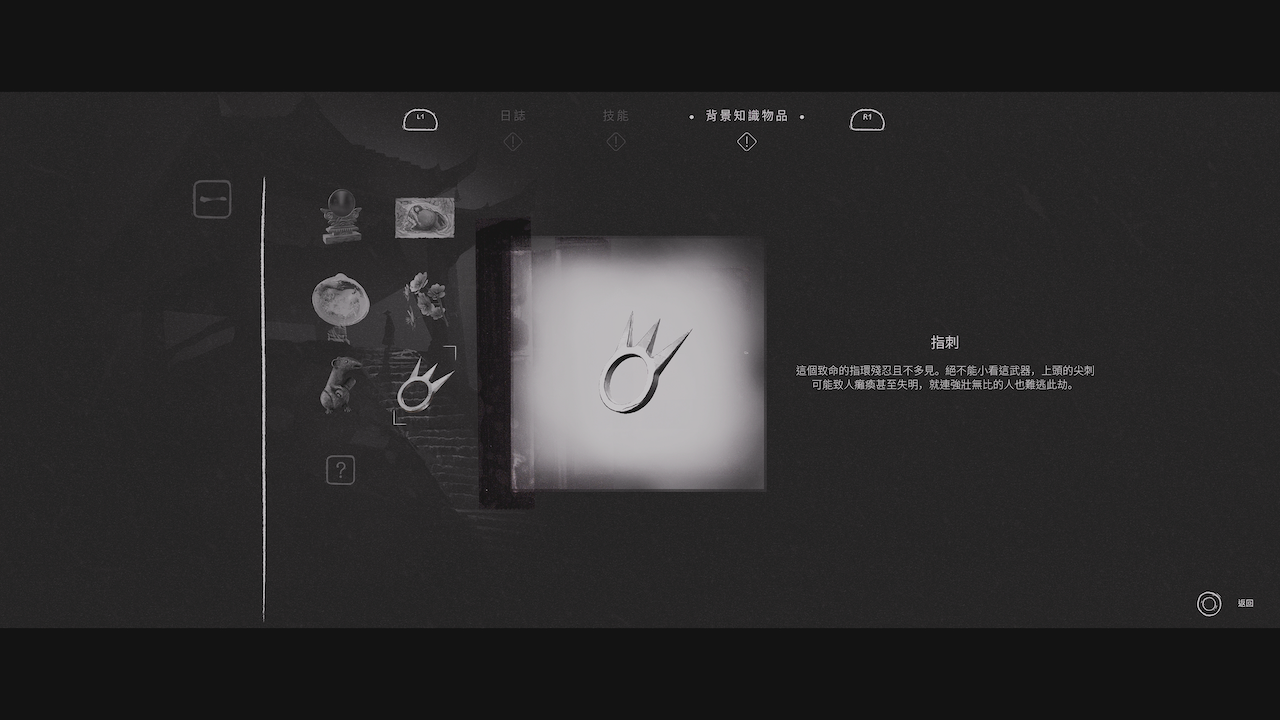 L1
日誌
技能
背景知識物品
R1
指刺
這個致命的指環殘忍且不多見。絕不能小看這武器，上頭的尖刺
可能致人癱瘓甚至失明，就連強壯無比的人也難逃此劫。
?
返回